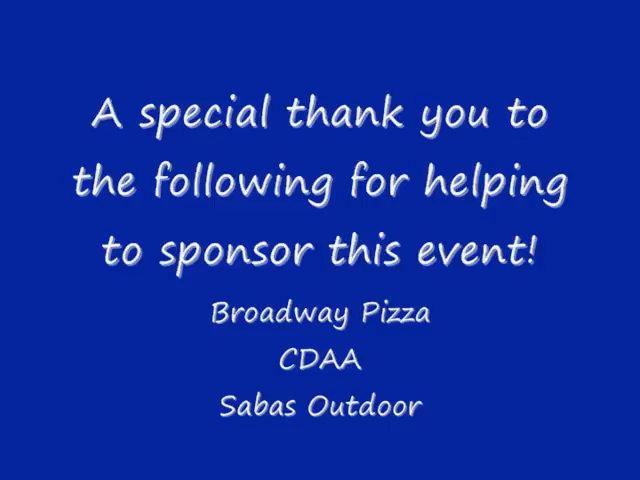 A special thank you to
the following for helping
to sponsor this event!
Broadway Pizza
CDAA
Sabas Outdoor